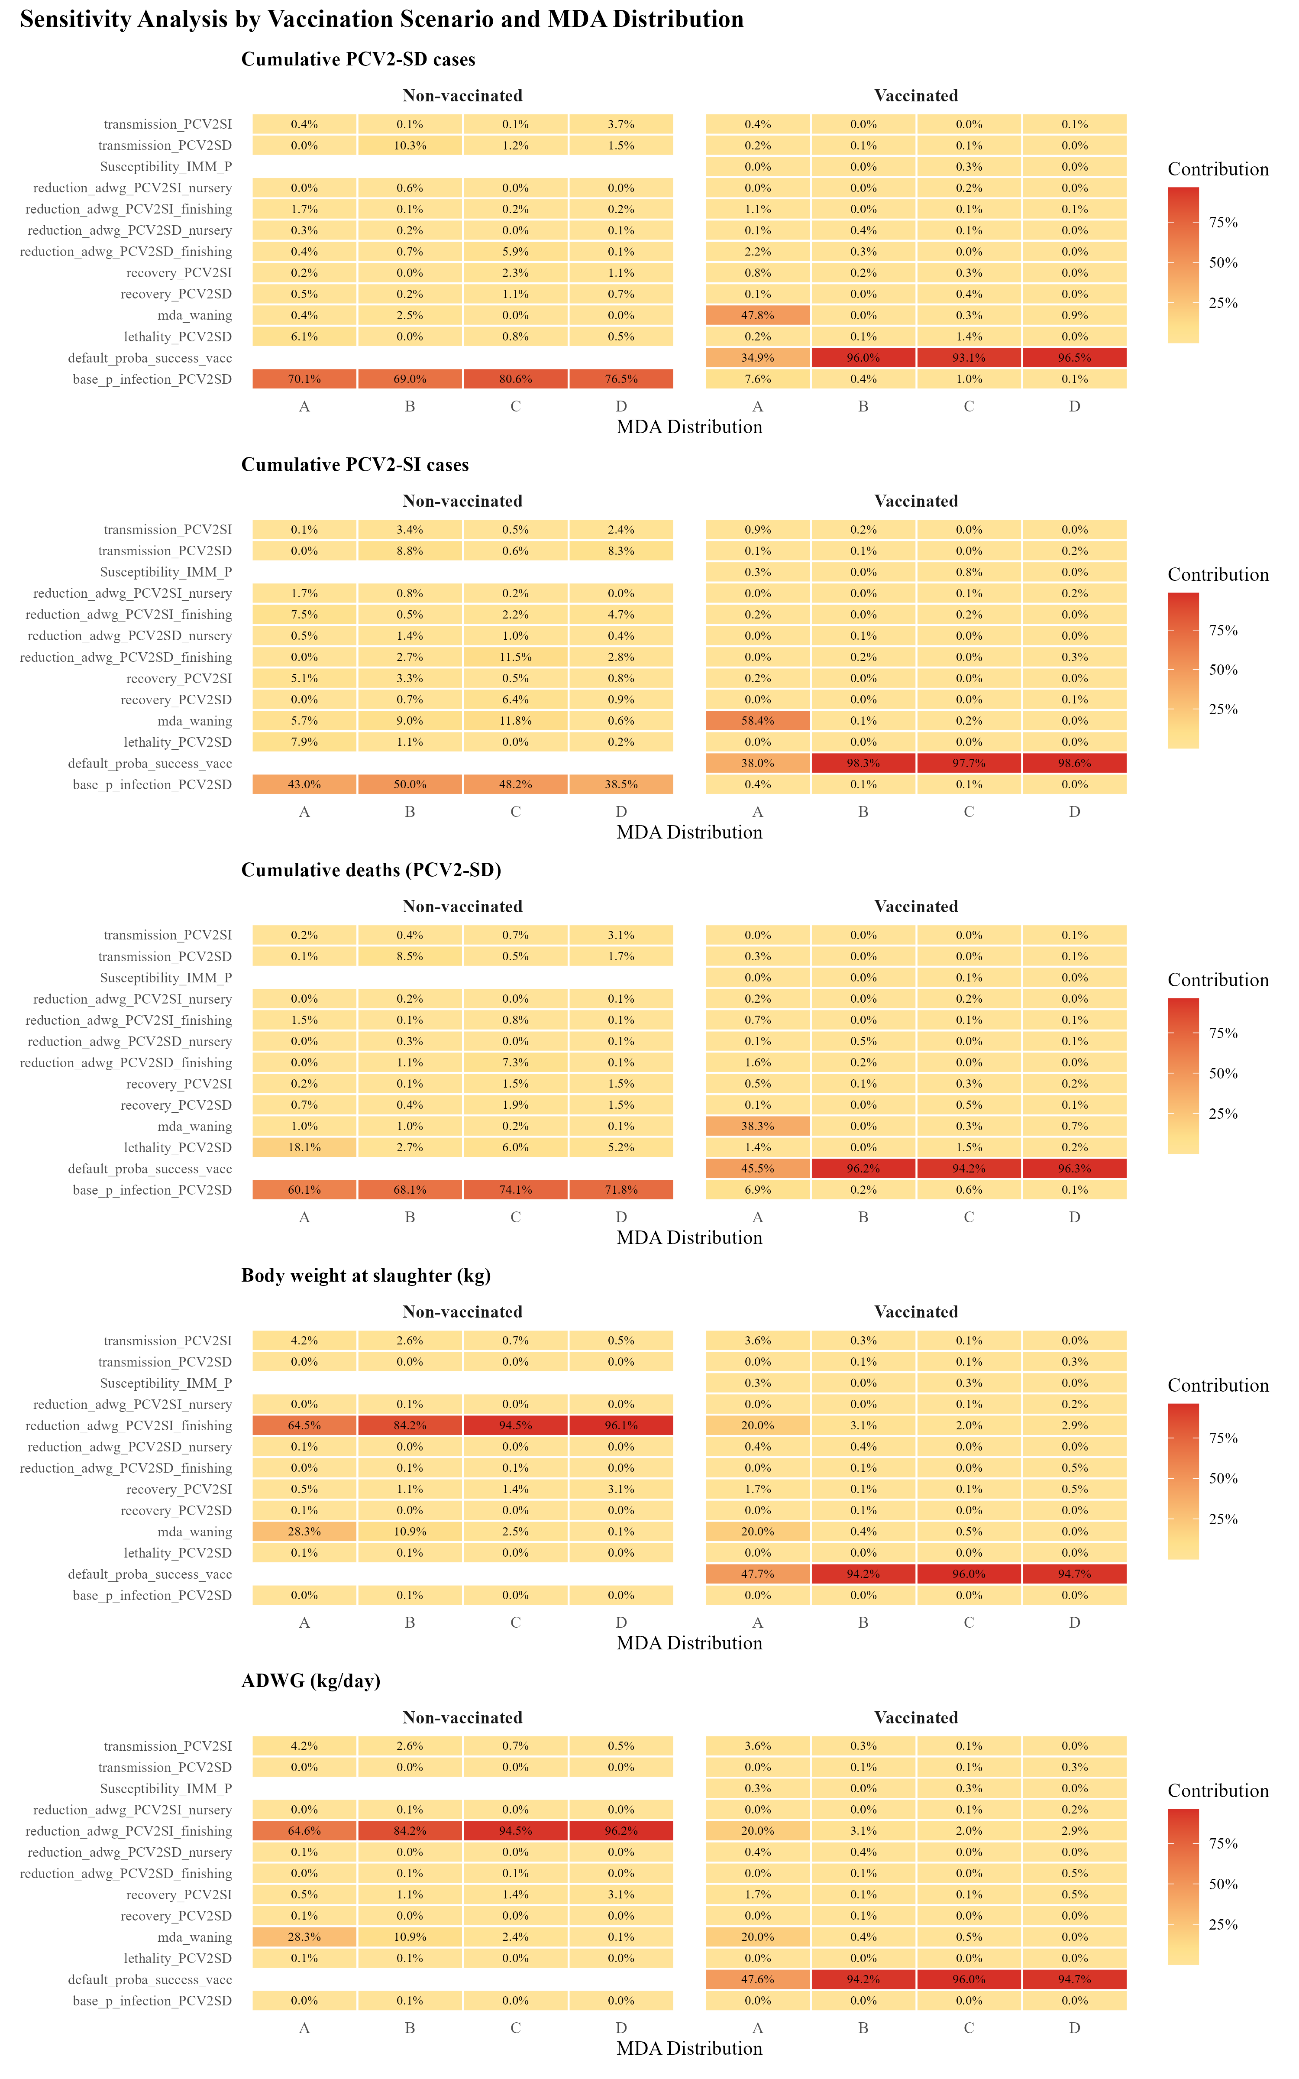 Sensitivity Analysis by Vaccination Scenario and MDA Distribution
Cumulative PCV2-SD cases
Non-vaccinated Vaccinated
transmission_PCV2SI 0.4% 0.1% 0.1% 3.7% 0.4% 0.0% 0.0% 0.1%
transmission_PCV2SD 0.0% 10.3% 1.2% 1.5% 0.2% 0.1% 0.1% 0.0%
Susceptibility_IMM_P 0.0% 0.0% 0.3% 0.0%
Contribution
reduction_adwg_PCV2SI_nursery 0.0% 0.6% 0.0% 0.0% 0.0% 0.0% 0.2% 0.0%
reduction_adwg_PCV2SI_finishing 1.7% 0.1% 0.2% 0.2% 1.1% 0.0% 0.1% 0.1%
75%
reduction_adwg_PCV2SD_nursery 0.3% 0.2% 0.0% 0.1% 0.1% 0.4% 0.1% 0.0%
reduction_adwg_PCV2SD_finishing 0.4% 0.7% 5.9% 0.1% 2.2% 0.3% 0.0% 0.0%
50%
recovery_PCV2SI 0.2% 0.0% 2.3% 1.1% 0.8% 0.2% 0.3% 0.0%
recovery_PCV2SD 0.5% 0.2% 1.1% 0.7% 0.1% 0.0% 0.4% 0.0%
25%
mda_waning 0.4% 2.5% 0.0% 0.0% 47.8% 0.0% 0.3% 0.9%
lethality_PCV2SD 6.1% 0.0% 0.8% 0.5% 0.2% 0.1% 1.4% 0.0%
default_proba_success_vacc 34.9% 96.0% 93.1% 96.5%
base_p_infection_PCV2SD 70.1% 69.0% 80.6% 76.5% 7.6% 0.4% 1.0% 0.1%
A B C D A B C D
MDA Distribution
Cumulative PCV2-SI cases
Non-vaccinated Vaccinated
transmission_PCV2SI 0.1% 3.4% 0.5% 2.4% 0.9% 0.2% 0.0% 0.0%
transmission_PCV2SD 0.0% 8.8% 0.6% 8.3% 0.1% 0.1% 0.0% 0.2%
Susceptibility_IMM_P 0.3% 0.0% 0.8% 0.0%
Contribution
reduction_adwg_PCV2SI_nursery 1.7% 0.8% 0.2% 0.0% 0.0% 0.0% 0.1% 0.2%
reduction_adwg_PCV2SI_finishing 7.5% 0.5% 2.2% 4.7% 0.2% 0.0% 0.2% 0.0%
75%
reduction_adwg_PCV2SD_nursery 0.5% 1.4% 1.0% 0.4% 0.0% 0.1% 0.0% 0.0%
reduction_adwg_PCV2SD_finishing 0.0% 2.7% 11.5% 2.8% 0.0% 0.2% 0.0% 0.3%
50%
recovery_PCV2SI 5.1% 3.3% 0.5% 0.8% 0.2% 0.0% 0.0% 0.0%
recovery_PCV2SD 0.0% 0.7% 6.4% 0.9% 0.0% 0.0% 0.0% 0.1%
25%
mda_waning 5.7% 9.0% 11.8% 0.6% 58.4% 0.1% 0.2% 0.0%
lethality_PCV2SD 7.9% 1.1% 0.0% 0.2% 0.0% 0.0% 0.0% 0.0%
default_proba_success_vacc 38.0% 98.3% 97.7% 98.6%
base_p_infection_PCV2SD 43.0% 50.0% 48.2% 38.5% 0.4% 0.1% 0.1% 0.0%
A B C D A B C D
MDA Distribution
Cumulative deaths (PCV2-SD)
Non-vaccinated Vaccinated
transmission_PCV2SI 0.2% 0.4% 0.7% 3.1% 0.0% 0.0% 0.0% 0.1%
transmission_PCV2SD 0.1% 8.5% 0.5% 1.7% 0.3% 0.0% 0.0% 0.1%
Susceptibility_IMM_P 0.0% 0.0% 0.1% 0.0%
Contribution
reduction_adwg_PCV2SI_nursery 0.0% 0.2% 0.0% 0.1% 0.2% 0.0% 0.2% 0.0%
reduction_adwg_PCV2SI_finishing 1.5% 0.1% 0.8% 0.1% 0.7% 0.0% 0.1% 0.1%
75%
reduction_adwg_PCV2SD_nursery 0.0% 0.3% 0.0% 0.1% 0.1% 0.5% 0.0% 0.1%
reduction_adwg_PCV2SD_finishing 0.0% 1.1% 7.3% 0.1% 1.6% 0.2% 0.0% 0.0%
50%
recovery_PCV2SI 0.2% 0.1% 1.5% 1.5% 0.5% 0.1% 0.3% 0.2%
recovery_PCV2SD 0.7% 0.4% 1.9% 1.5% 0.1% 0.0% 0.5% 0.1%
25%
mda_waning 1.0% 1.0% 0.2% 0.1% 38.3% 0.0% 0.3% 0.7%
lethality_PCV2SD 18.1% 2.7% 6.0% 5.2% 1.4% 0.0% 1.5% 0.2%
default_proba_success_vacc 45.5% 96.2% 94.2% 96.3%
base_p_infection_PCV2SD 60.1% 68.1% 74.1% 71.8% 6.9% 0.2% 0.6% 0.1%
A B C D A B C D
MDA Distribution
Body weight at slaughter (kg)
Non-vaccinated Vaccinated
transmission_PCV2SI 4.2% 2.6% 0.7% 0.5% 3.6% 0.3% 0.1% 0.0%
transmission_PCV2SD 0.0% 0.0% 0.0% 0.0% 0.0% 0.1% 0.1% 0.3%
Susceptibility_IMM_P 0.3% 0.0% 0.3% 0.0%
Contribution
reduction_adwg_PCV2SI_nursery 0.0% 0.1% 0.0% 0.0% 0.0% 0.0% 0.1% 0.2%
reduction_adwg_PCV2SI_finishing 64.5% 84.2% 94.5% 96.1% 20.0% 3.1% 2.0% 2.9%
75%
reduction_adwg_PCV2SD_nursery 0.1% 0.0% 0.0% 0.0% 0.4% 0.4% 0.0% 0.0%
reduction_adwg_PCV2SD_finishing 0.0% 0.1% 0.1% 0.0% 0.0% 0.1% 0.0% 0.5%
50%
recovery_PCV2SI 0.5% 1.1% 1.4% 3.1% 1.7% 0.1% 0.1% 0.5%
recovery_PCV2SD 0.1% 0.0% 0.0% 0.0% 0.0% 0.1% 0.0% 0.0%
25%
mda_waning 28.3% 10.9% 2.5% 0.1% 20.0% 0.4% 0.5% 0.0%
lethality_PCV2SD 0.1% 0.1% 0.0% 0.0% 0.0% 0.0% 0.0% 0.0%
default_proba_success_vacc 47.7% 94.2% 96.0% 94.7%
base_p_infection_PCV2SD 0.0% 0.1% 0.0% 0.0% 0.0% 0.0% 0.0% 0.0%
A B C D A B C D
MDA Distribution
ADWG (kg/day)
Non-vaccinated Vaccinated
transmission_PCV2SI 4.2% 2.6% 0.7% 0.5% 3.6% 0.3% 0.1% 0.0%
transmission_PCV2SD 0.0% 0.0% 0.0% 0.0% 0.0% 0.1% 0.1% 0.3%
Susceptibility_IMM_P 0.3% 0.0% 0.3% 0.0%
Contribution
reduction_adwg_PCV2SI_nursery 0.0% 0.1% 0.0% 0.0% 0.0% 0.0% 0.1% 0.2%
reduction_adwg_PCV2SI_finishing 64.6% 84.2% 94.5% 96.2% 20.0% 3.1% 2.0% 2.9%
75%
reduction_adwg_PCV2SD_nursery 0.1% 0.0% 0.0% 0.0% 0.4% 0.4% 0.0% 0.0%
reduction_adwg_PCV2SD_finishing 0.0% 0.1% 0.1% 0.0% 0.0% 0.1% 0.0% 0.5%
50%
recovery_PCV2SI 0.5% 1.1% 1.4% 3.1% 1.7% 0.1% 0.1% 0.5%
recovery_PCV2SD 0.1% 0.0% 0.0% 0.0% 0.0% 0.1% 0.0% 0.0%
25%
mda_waning 28.3% 10.9% 2.4% 0.1% 20.0% 0.4% 0.5% 0.0%
lethality_PCV2SD 0.1% 0.1% 0.0% 0.0% 0.0% 0.0% 0.0% 0.0%
default_proba_success_vacc 47.6% 94.2% 96.0% 94.7%
base_p_infection_PCV2SD 0.0% 0.1% 0.0% 0.0% 0.0% 0.0% 0.0% 0.0%
A B C D A B C D
MDA Distribution